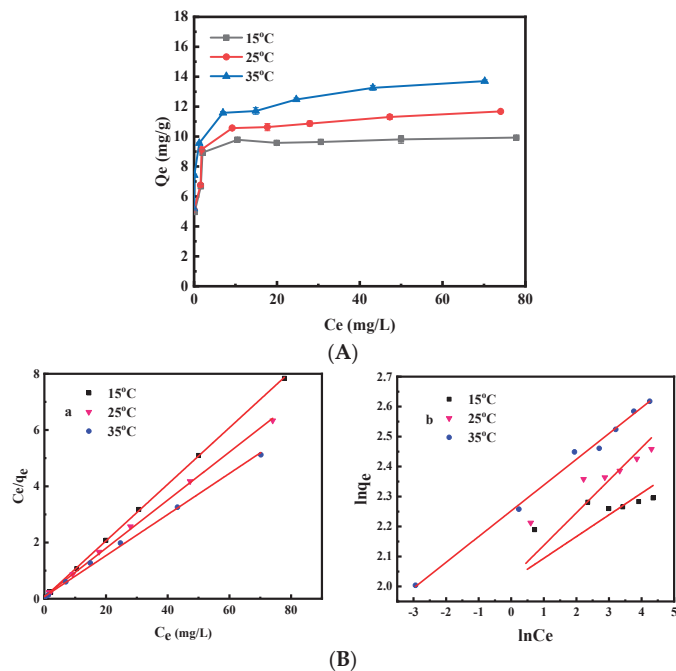 18
16
14
12
10
8
6
4
2
0
Qe (mg/g)
15°C
25°C
35°C
0 20 40 60 80
Ce (mg/L)
(A)
8
6
4
2
0
Ce/qe
a
15°C
25°C
35°C
0 20 40 60 80
Ce (mg/L)
2.7
2.6
2.5
2.4
2.3
2.2
2.1
2.0
lnqe
b
15°C
25°C
35°C
-3 -2 -1 0 1 2 3 4 5
lnCe
(B)